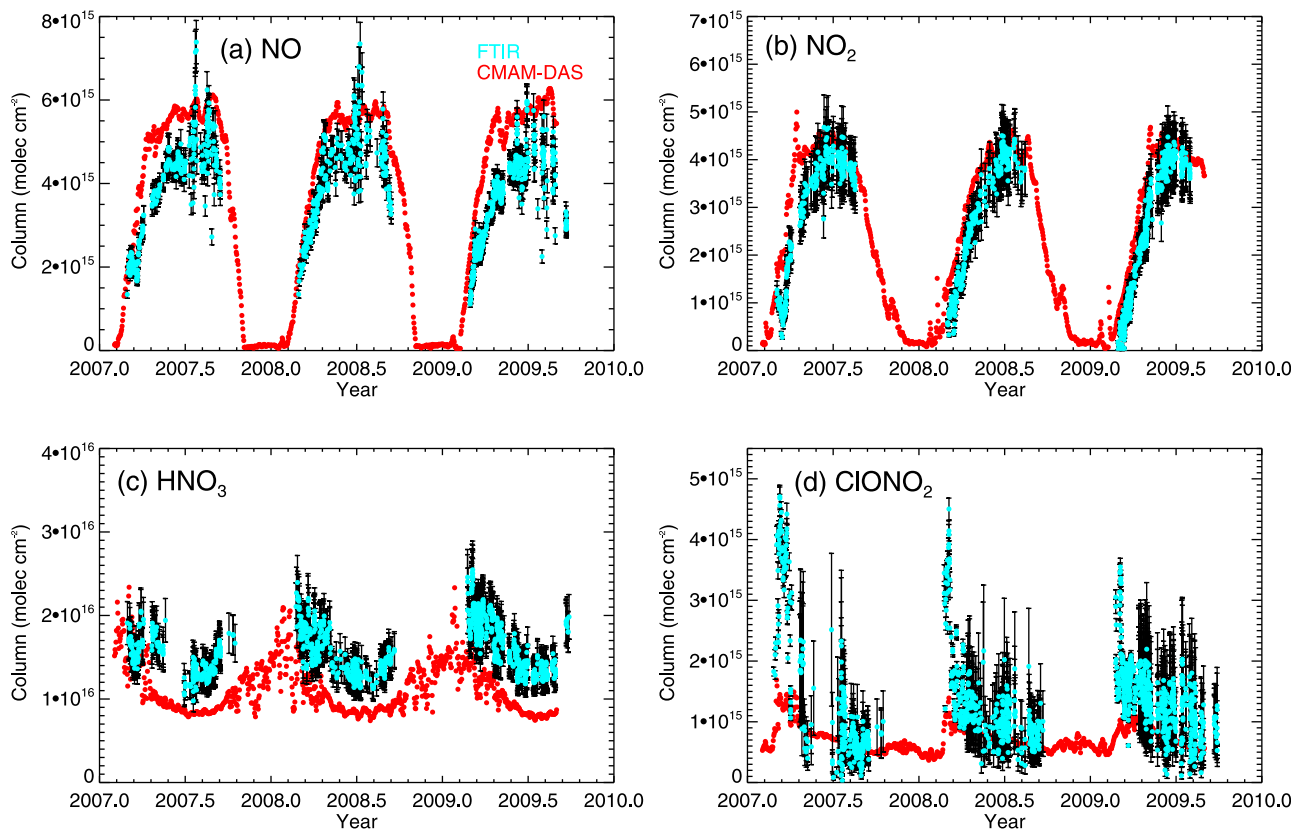 (a) NO
FTIR
CMAM-DAS
8•10¹⁵
6•10¹⁵
4•10¹⁵
2•10¹⁵
0
Column (molec cm⁻²)
2007.0 2007.5 2008.0 2008.5 2009.0 2009.5 2010.0
Year
(b) NO₂
7•10¹⁵
6•10¹⁵
5•10¹⁵
4•10¹⁵
3•10¹⁵
2•10¹⁵
1•10¹⁵
0
Column (molec cm⁻²)
2007.0 2007.5 2008.0 2008.5 2009.0 2009.5 2010.0
Year
(c) HNO₃
4•10¹⁶
3•10¹⁶
2•10¹⁶
1•10¹⁶
0
Column (molec cm⁻²)
2007.0 2007.5 2008.0 2008.5 2009.0 2009.5 2010.0
Year
(d) ClONO₂
5•10¹⁵
4•10¹⁵
3•10¹⁵
2•10¹⁵
1•10¹⁵
0
Column (molec cm⁻²)
2007.0 2007.5 2008.0 2008.5 2009.0 2009.5 2010.0
Year